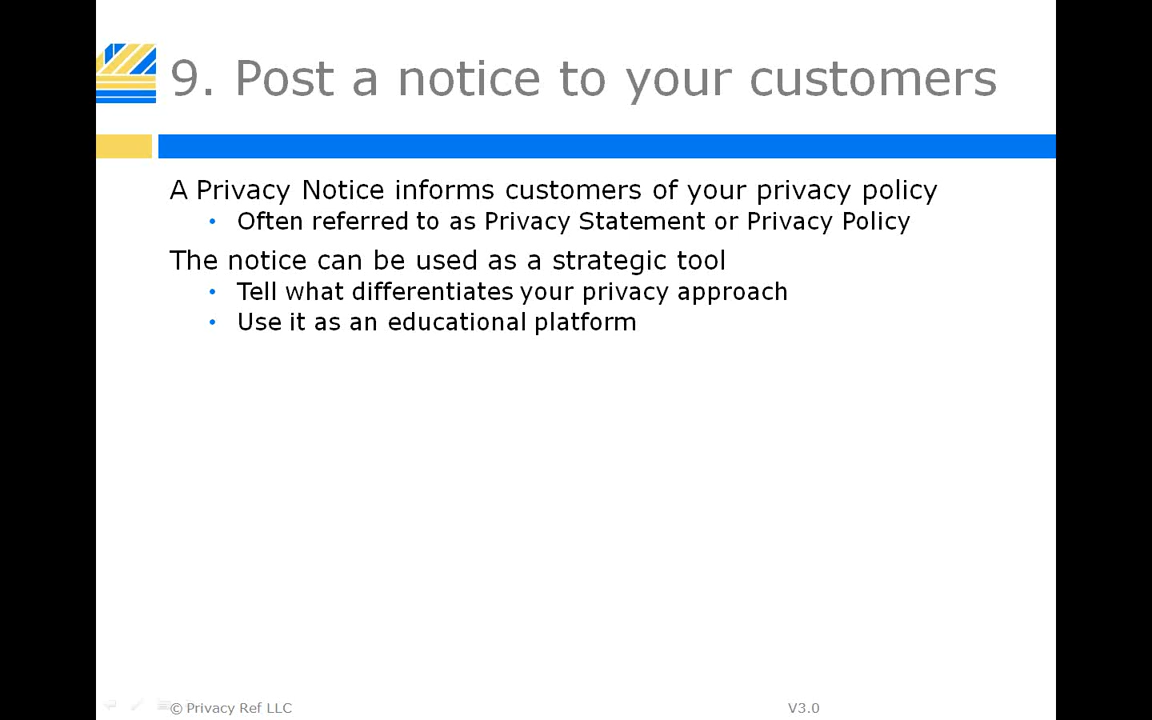 9. Post a notice to your customers
A Privacy Notice informs customers of your privacy policy
• Often referred to as Privacy Statement or Privacy Policy
The notice can be used as a strategic tool
• Tell what differentiates your privacy approach
• Use it as an educational platform
© Privacy Ref LLC V3.0